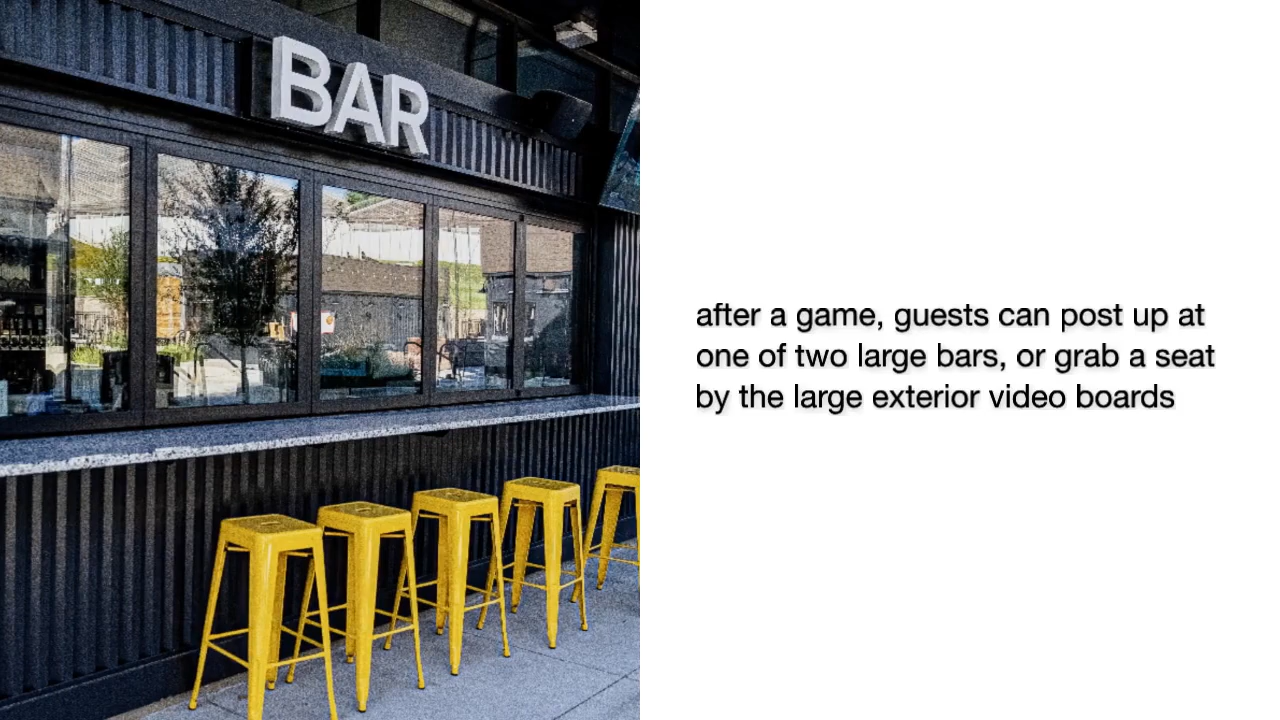 BAR
after a game, guests can post up at
one of two large bars, or grab a seat
by the large exterior video boards